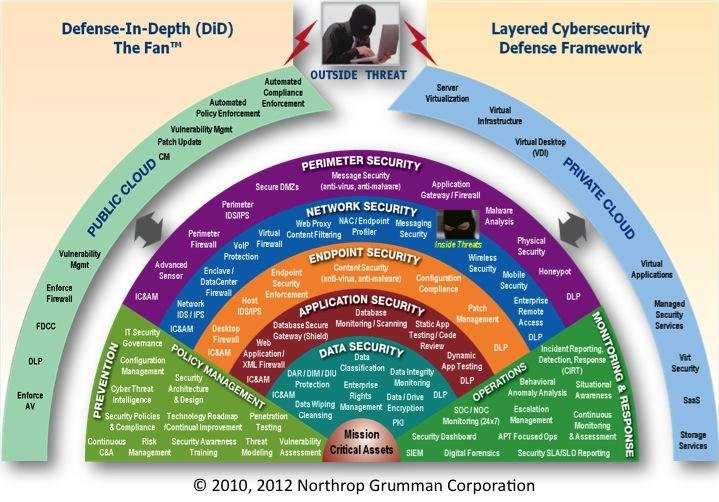 Defense-In-Depth (DiD)
The Fan™
OUTSIDE THREAT
Layered Cybersecurity
Defense Framework
PUBLIC CLOUD
Automated
Compliance
Enforcement
Automated
Policy Enforcement
Vulnerability Mgmt
Patch Update
CM
Vulnerability
Mgmt
Enforce
Firewall
FDCC
DLP
Enforce
AV
PRIVATE CLOUD
Server
Virtualization
Virtual
Infrastructure
Virtual Desktop
(VDI)
Virtual
Applications
Managed
Security
Services
Virt
Security
SaaS
Storage
Services
PERIMETER SECURITY
Secure DMZs
Message Security
(anti-virus, anti-malware)
Application
Gateway / Firewall
Perimeter
IDS/IPS
Malware
Analysis
Perimeter
Firewall
Physical
Security
Advanced
Sensor
Honeypot
IC&AM
DLP
NETWORK SECURITY
Web Proxy
Content Filtering
NAC / Endpoint
Profiler
Messaging
Security
Inside Threats
Virtual
Firewall
VoIP
Protection
Wireless
Security
Enclave /
DataCenter
Firewall
Mobile
Security
Network
IDS / IPS
Enterprise
Remote
Access
IC&AM
DLP
ENDPOINT SECURITY
Endpoint
Security
Enforcement
Content Security
(anti-virus, anti-malware)
Configuration
Compliance
Host
IDS/IPS
Patch
Management
Desktop
Firewall
IC&AM
DLP
APPLICATION SECURITY
Database Secure
Gateway (Shield)
Database
Monitoring / Scanning
Static App
Testing / Code
Review
Web
Application /
XML Firewall
Dynamic
App Testing
IC&AM
DLP
DATA SECURITY
DAR / DIM / DIU
Protection
Data
Classification
Data Integrity
Monitoring
Data Wiping
Cleansing
Enterprise
Rights
Management
Data / Drive
Encryption
IC&AM
PKI
DLP
Mission
Critical Assets
PREVENTION
POLICY MANAGEMENT
IT Security
Governance
Configuration
Management
CyberThreat
Intelligence
Security
Architecture
& Design
Security Policies
& Compliance
Technology Roadmap
/Continual Improvement
Penetration
Testing
Continuous
C&A
Risk
Management
Security Awareness
Training
Threat
Modeling
Vulnerability
Assessment
OPERATIONS
MONITORING & RESPONSE
Incident Reporting,
Detection, Response
(CIRT)
Behavioral
Anomaly Analysis
Situational
Awareness
SOC / NOC
Monitoring (24x7)
Escalation
Management
Continuous
Monitoring
& Assessment
Security Dashboard
APT Focused Ops
SIEM
Digital Forensics
Security SLA/SLO Reporting
© 2010, 2012 Northrop Grumman Corporation